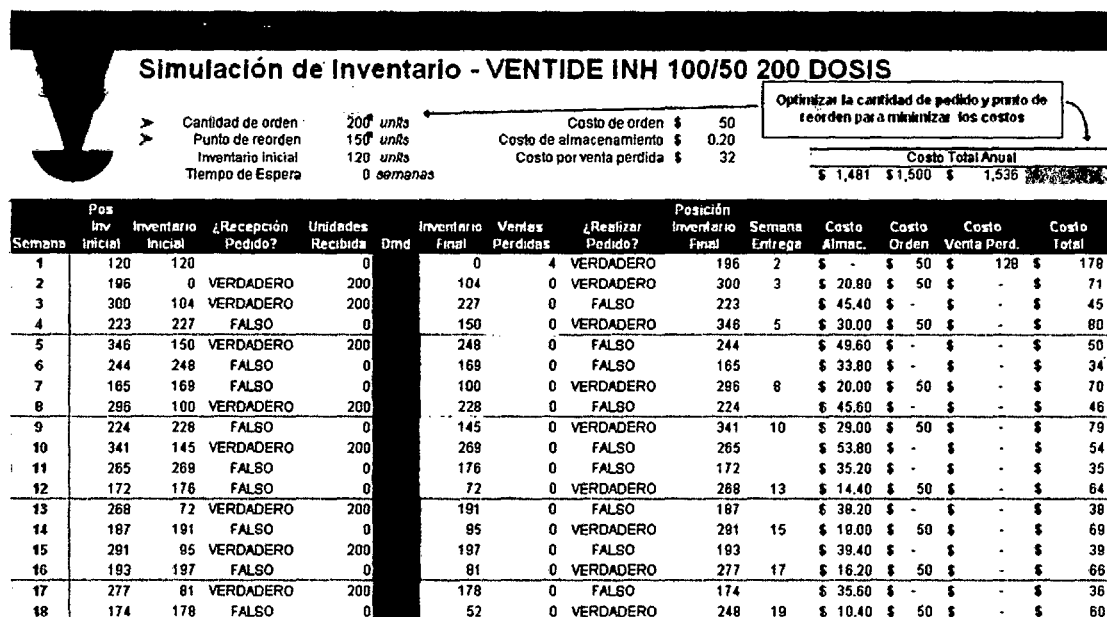 Simulación de Inventario - VENTIDE INH 100/50 200 DOSIS
Optimizar la cantidad de pedido y punto de reorden para minimizar los costos
Cantidad de orden 200 units Costo de orden $ 50
Punto de reorden 150 units Costo de almacenamiento $ 0.20
Inventario inicial 120 units Costo por venta perdida $ 32 Costo Total Anual
Tiempo de Espera 0 semanas $ 1,481 $ 1,500 $ 1,536
Semana Pos Inv Inicial Inventario Inicial ¿Recepción Pedido? Unidades Recibida Dmd Inventario Final Ventas Perdidas ¿Realizar Pedido? Posición Inventario Final Semana Entrega Costo Almac. Costo Orden Costo Venta Perd. Costo Total
1 120 120 0 0 4 VERDADERO 196 2 $ - $ 50 $ 128 $ 178
2 196 0 VERDADERO 200 104 0 VERDADERO 300 3 $ 20.80 $ 50 $ - $ 71
3 300 104 VERDADERO 200 227 0 FALSO 223 $ 45.40 $ - $ - $ 45
4 223 227 FALSO 0 150 0 VERDADERO 346 5 $ 30.00 $ 50 $ - $ 80
5 346 150 VERDADERO 200 248 0 FALSO 244 $ 49.60 $ - $ - $ 50
6 244 248 FALSO 0 169 0 FALSO 165 $ 33.80 $ - $ - $ 34
7 165 169 FALSO 0 100 0 VERDADERO 296 8 $ 20.00 $ 50 $ - $ 70
8 296 100 VERDADERO 200 228 0 FALSO 224 $ 45.60 $ - $ - $ 46
9 224 228 FALSO 0 145 0 VERDADERO 341 10 $ 29.00 $ 50 $ - $ 79
10 341 145 VERDADERO 200 269 0 FALSO 265 $ 53.80 $ - $ - $ 54
11 265 269 FALSO 0 176 0 FALSO 172 $ 35.20 $ - $ - $ 35
12 172 176 FALSO 0 72 0 VERDADERO 268 13 $ 14.40 $ 50 $ - $ 64
13 268 72 VERDADERO 200 191 0 FALSO 187 $ 38.20 $ - $ - $ 38
14 187 191 FALSO 0 95 0 VERDADERO 291 15 $ 19.00 $ 50 $ - $ 69
15 291 95 VERDADERO 200 197 0 FALSO 193 $ 39.40 $ - $ - $ 39
16 193 197 FALSO 0 81 0 VERDADERO 277 17 $ 16.20 $ 50 $ - $ 66
17 277 81 VERDADERO 200 178 0 FALSO 174 $ 35.60 $ - $ - $ 36
18 174 178 FALSO 0 52 0 VERDADERO 248 19 $ 10.40 $ 50 $ - $ 60